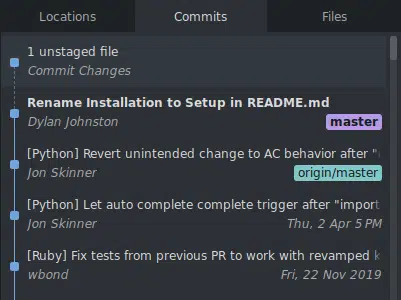 Locations Commits Files
1 unstaged file
Commit Changes
Rename Installation to Setup in README.md
Dylan Johnston master
[Python] Revert unintended change to AC behavior after "
Jon Skinner origin/master
[Python] Let auto complete complete trigger after "import
Jon Skinner Thu, 2 Apr 5 PM
[Ruby] Fix tests from previous PR to work with revamped k
wbond Fri, 22 Nov 2019